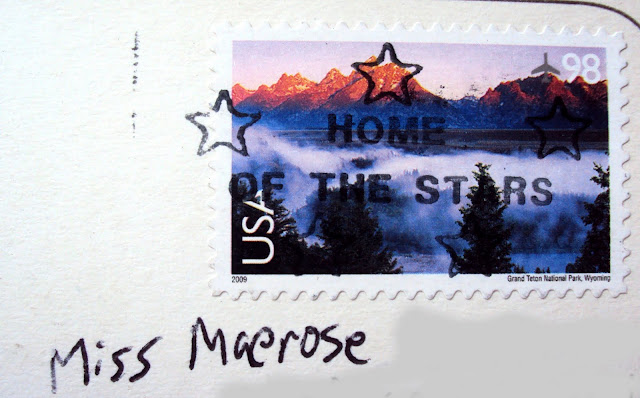 98
HOME
OF THE STARS
USA
2009
Grand Teton National Park, Wyoming
Miss Maerose